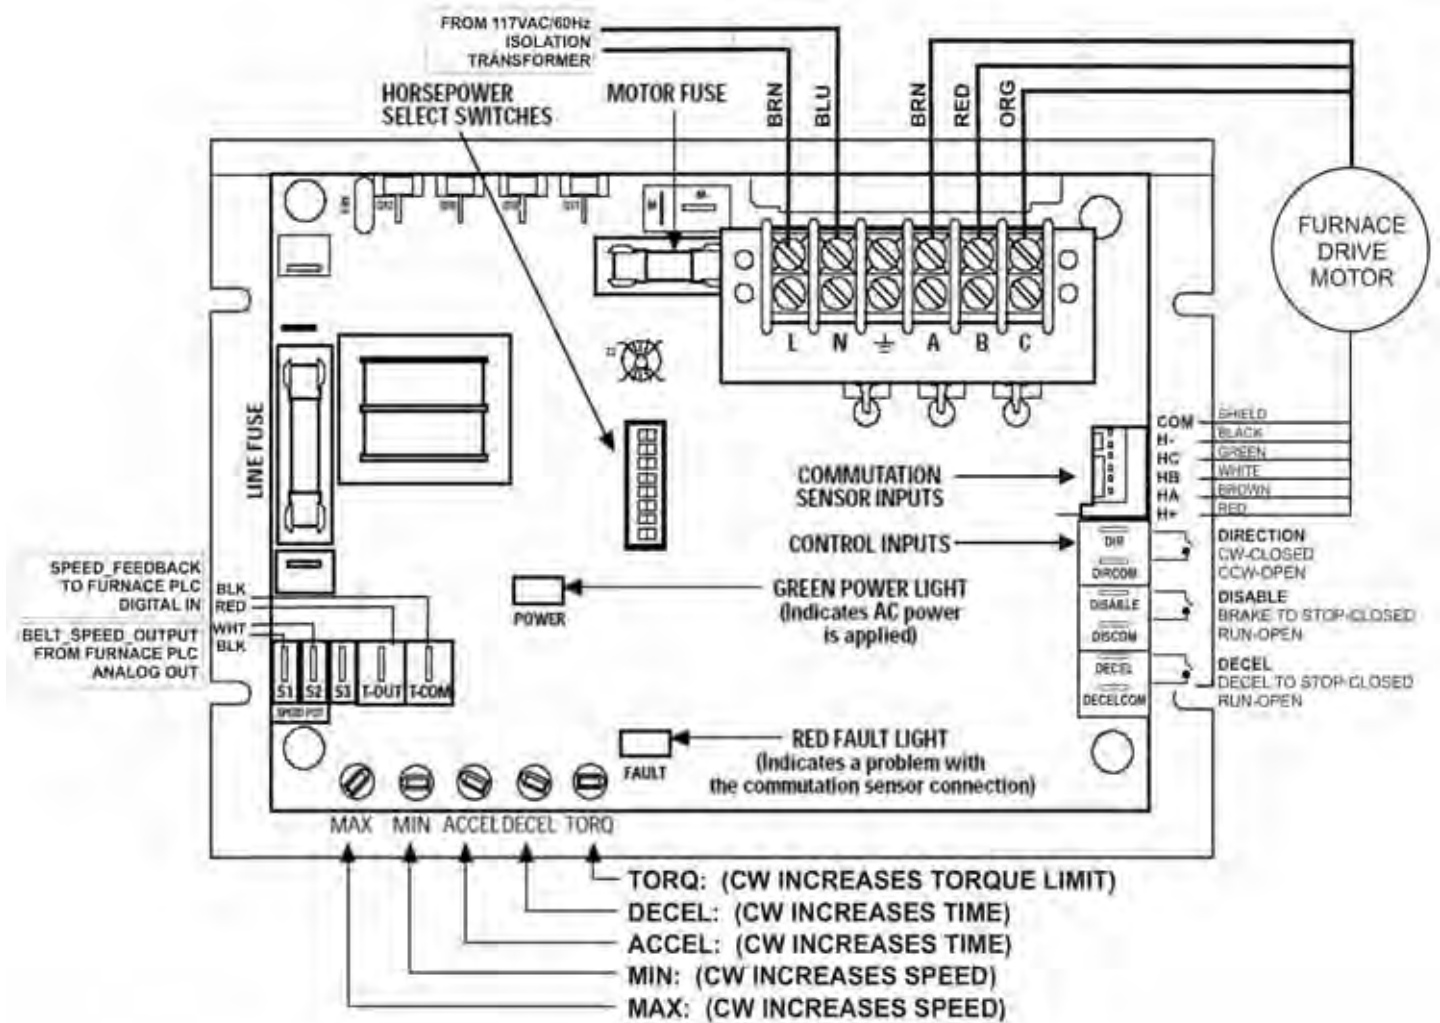 FROM 117VAC/60Hz
ISOLATION
TRANSFORMER
HORSEPOWER
SELECT SWITCHES
MOTOR FUSE
BRN
BLU
BRN
RED
ORG
FURNACE
DRIVE
MOTOR
L N A B C
LINE FUSE
COMMUTATION
SENSOR INPUTS
COM SHIELD
H- BLACK
HC GREEN
HB WHITE
HA BROWN
H+ RED
CONTROL INPUTS
DIR
DIRCOM
DISABLE
DISCOM
DECEL
DECELCOM
DIRECTION
CW-CLOSED
CCW-OPEN
DISABLE
BRAKE TO STOP-CLOSED
RUN-OPEN
DECEL
DECEL TO STOP-CLOSED
RUN-OPEN
GREEN POWER LIGHT
(Indicates AC power
is applied)
POWER
SPEED_FEEDBACK
TO FURNACE PLC
DIGITAL IN
BLK
RED
BELT_SPEED_OUTPUT
FROM FURNACE PLC
ANALOG OUT
WHT
BLK
S1 S2 S3 T-OUT T-COM
SPEED POT
RED FAULT LIGHT
(Indicates a problem with
the commutation sensor connection)
FAULT
MAX MIN ACCEL DECEL TORQ
TORQ: (CW INCREASES TORQUE LIMIT)
DECEL: (CW INCREASES TIME)
ACCEL: (CW INCREASES TIME)
MIN: (CW INCREASES SPEED)
MAX: (CW INCREASES SPEED)